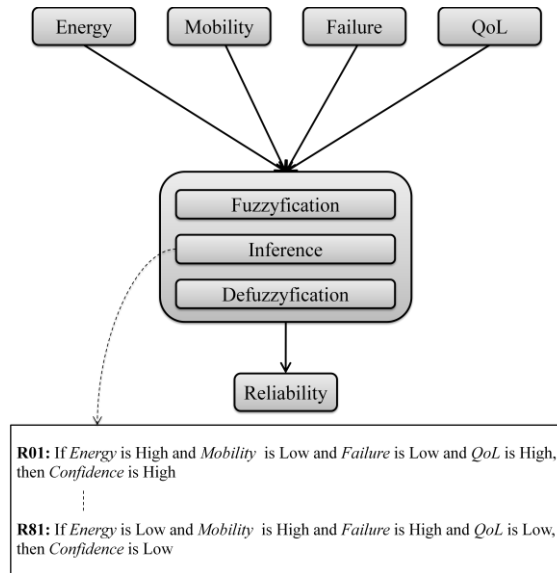 Energy
Mobility
Failure
QoL
Fuzzyfication
Inference
Defuzzyfication
Reliability
R01: If Energy is High and Mobility is Low and Failure is Low and QoL is High,
then Confidence is High
R81: If Energy is Low and Mobility is High and Failure is High and QoL is Low,
then Confidence is Low